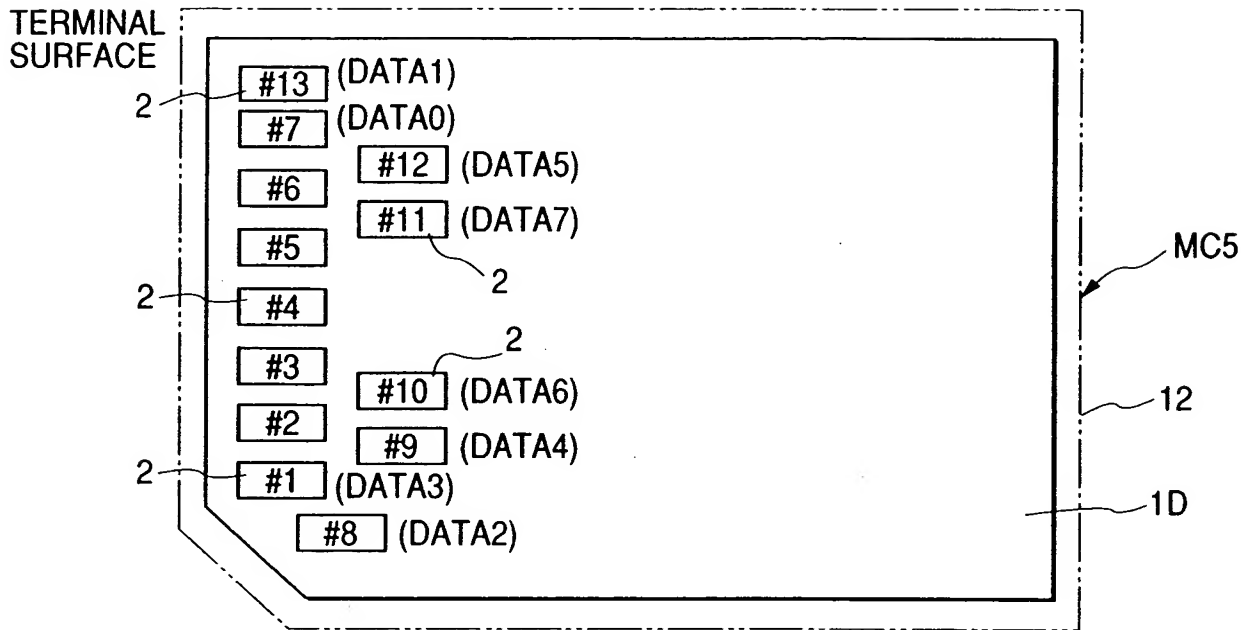 TERMINAL
SURFACE
#13 (DATA1)
2
#7 (DATA0)
#12 (DATA5)
#6
#11 (DATA7)
#5
MC5
2
2
#4
2
#3
#10 (DATA6)
12
#2
#9 (DATA4)
2
#1 (DATA3)
1D
#8 (DATA2)